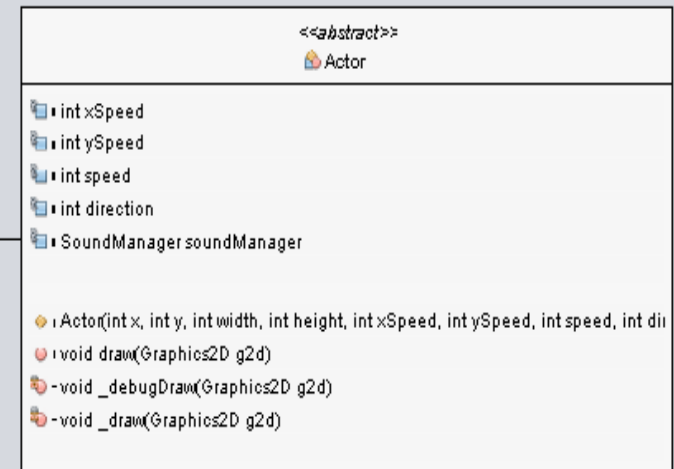 <<abstract>>
Actor
int xSpeed
int ySpeed
int speed
int direction
SoundManager soundManager
Actor(int x, int y, int width, int height, int xSpeed, int ySpeed, int speed, int
void draw(Graphics2D g2d)
-void _debugDraw(Graphics2D g2d)
-void _draw(Graphics2D g2d)